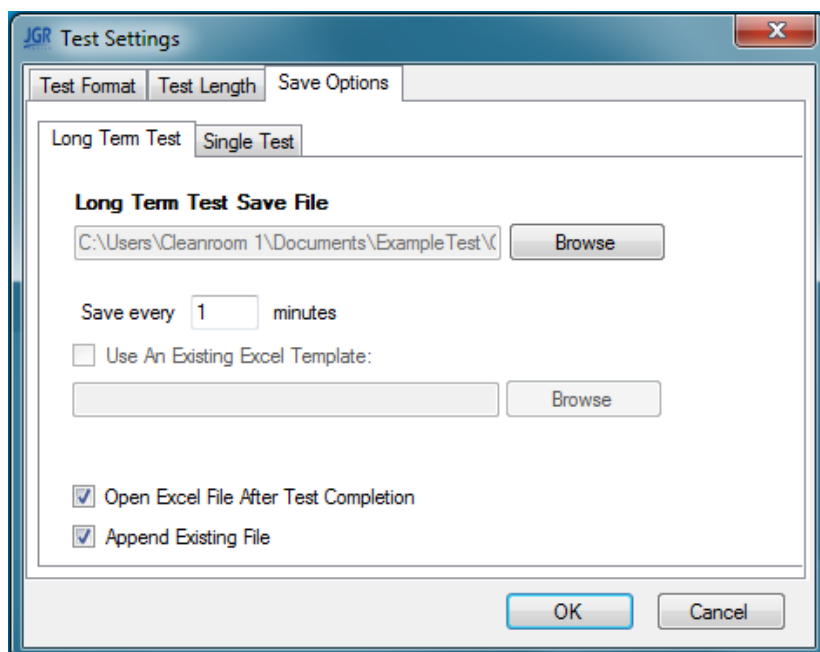 JGR Test Settings
Test Format Test Length Save Options
Long Term Test Single Test
Long Term Test Save File
C:\Users\Cleanroom 1\Documents\ExampleTest\ Browse
Save every 1 minutes
Use An Existing Excel Template:
Browse
Open Excel File After Test Completion
Append Existing File
OK Cancel